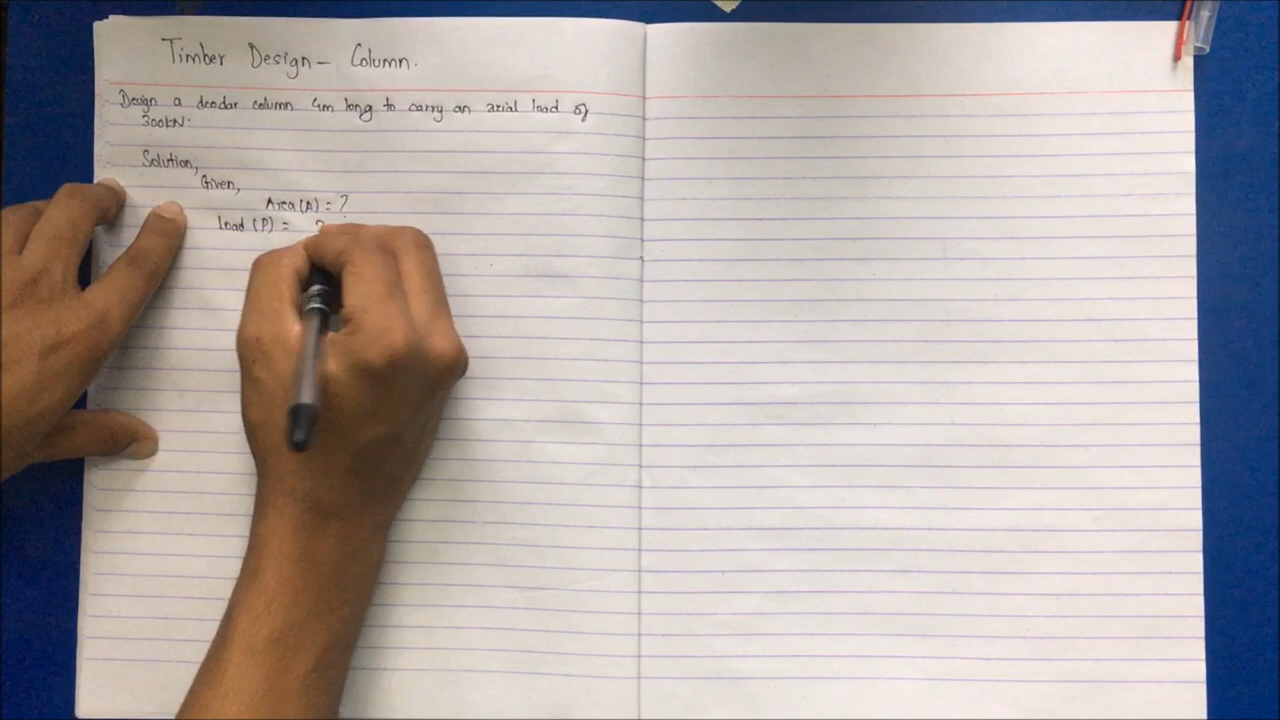 Timber Design - Column.
Design a deodar column 4m long to carry an axial load of
300kN.
Solution,
Given,
Area (A) = ?
Load (P) =